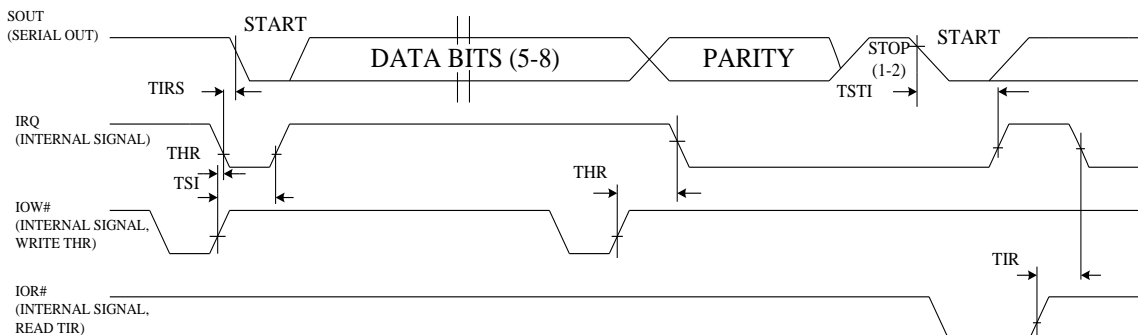 SOUT
(SERIAL OUT)
START
DATA BITS (5-8)
PARITY
STOP
(1-2)
START
TIRS
TSTI
IRQ
(INTERNAL SIGNAL)
THR
TSI
THR
IOW#
(INTERNAL SIGNAL,
WRITE THR)
TIR
IOR#
(INTERNAL SIGNAL,
READ TIR)